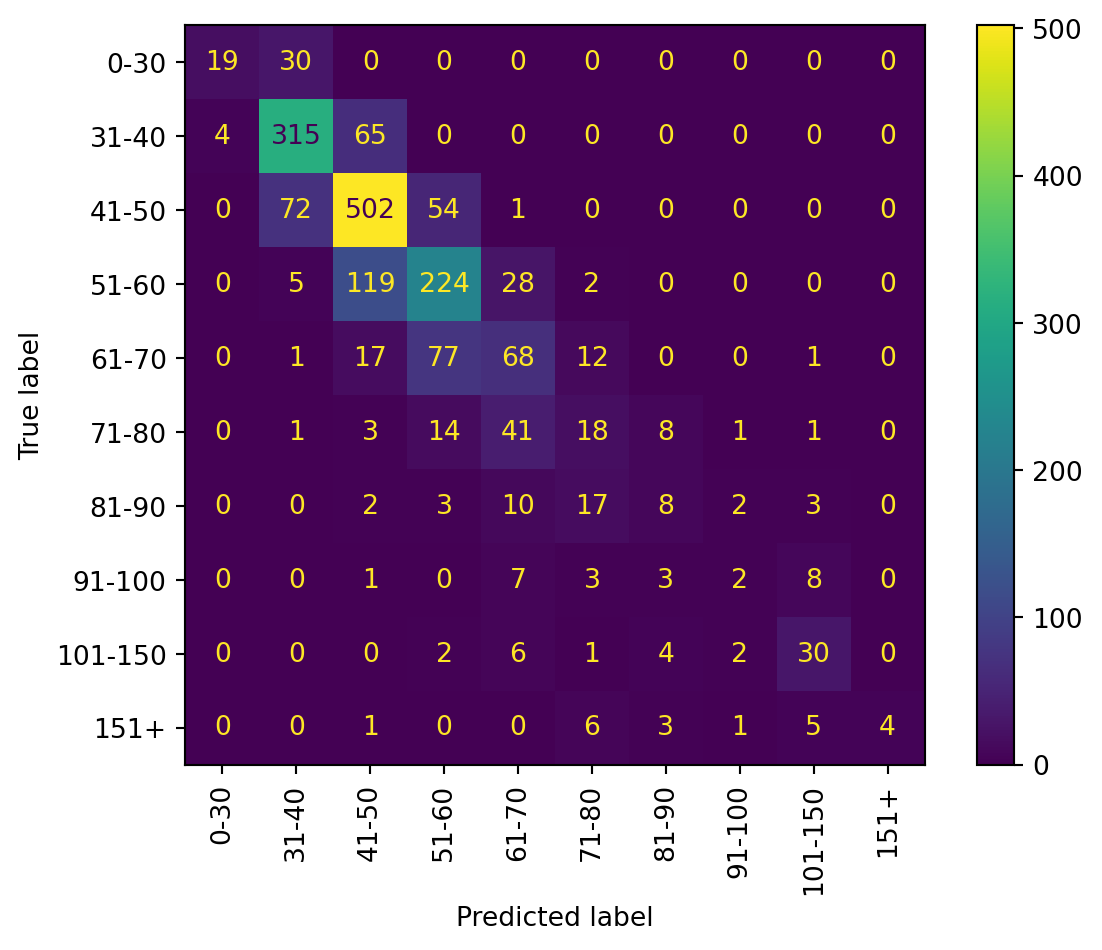 0-30 19 30 0 0 0 0 0 0 0 0
31-40 4 315 65 0 0 0 0 0 0 0
41-50 0 72 502 54 1 0 0 0 0 0
51-60 0 5 119 224 28 2 0 0 0 0
61-70 0 1 17 77 68 12 0 0 1 0
71-80 0 1 3 14 41 18 8 1 1 0
81-90 0 0 2 3 10 17 8 2 3 0
91-100 0 0 1 0 7 3 3 2 8 0
101-150 0 0 0 2 6 1 4 2 30 0
151+ 0 0 1 0 0 6 3 1 5 4
0-30 31-40 41-50 51-60 61-70 71-80 81-90 91-100 101-150 151+
Predicted label
True label
500
400
300
200
100
0